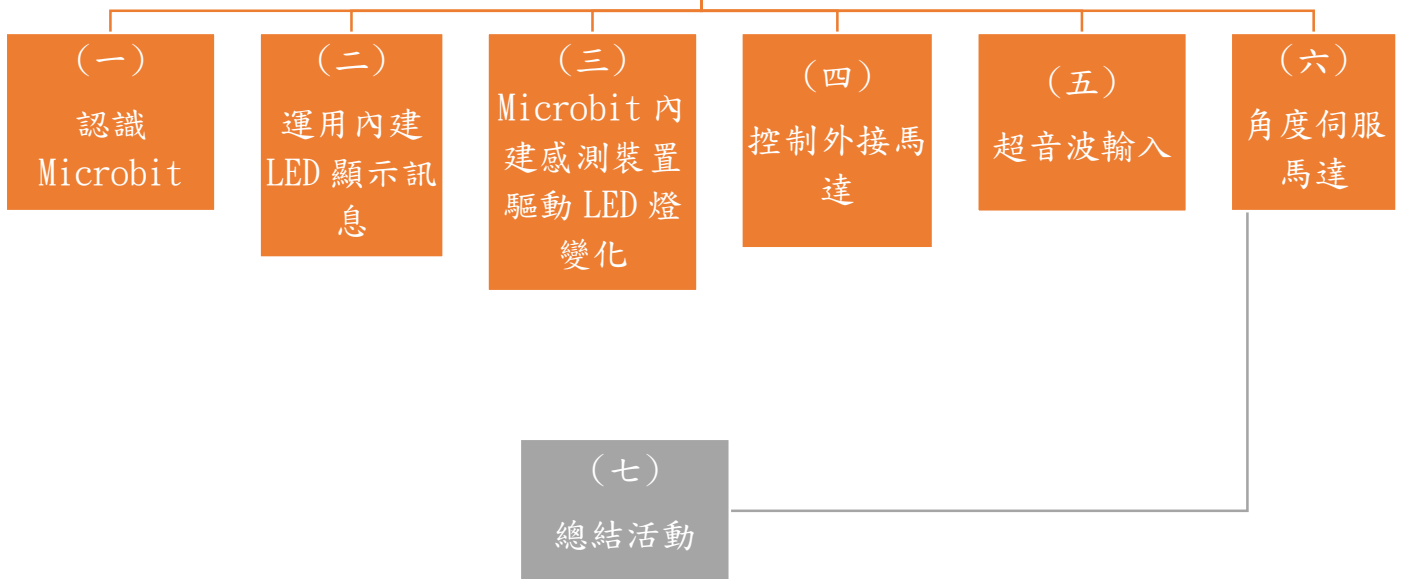 （一）
認識
Microbit
（二）
運用內建
LED 顯示訊
息
（三）
Microbit 內
建感測裝置
驅動 LED 燈
變化
（四）
控制外接馬
達
（五）
超音波輸入
（六）
角度伺服
馬達
（七）
總結活動